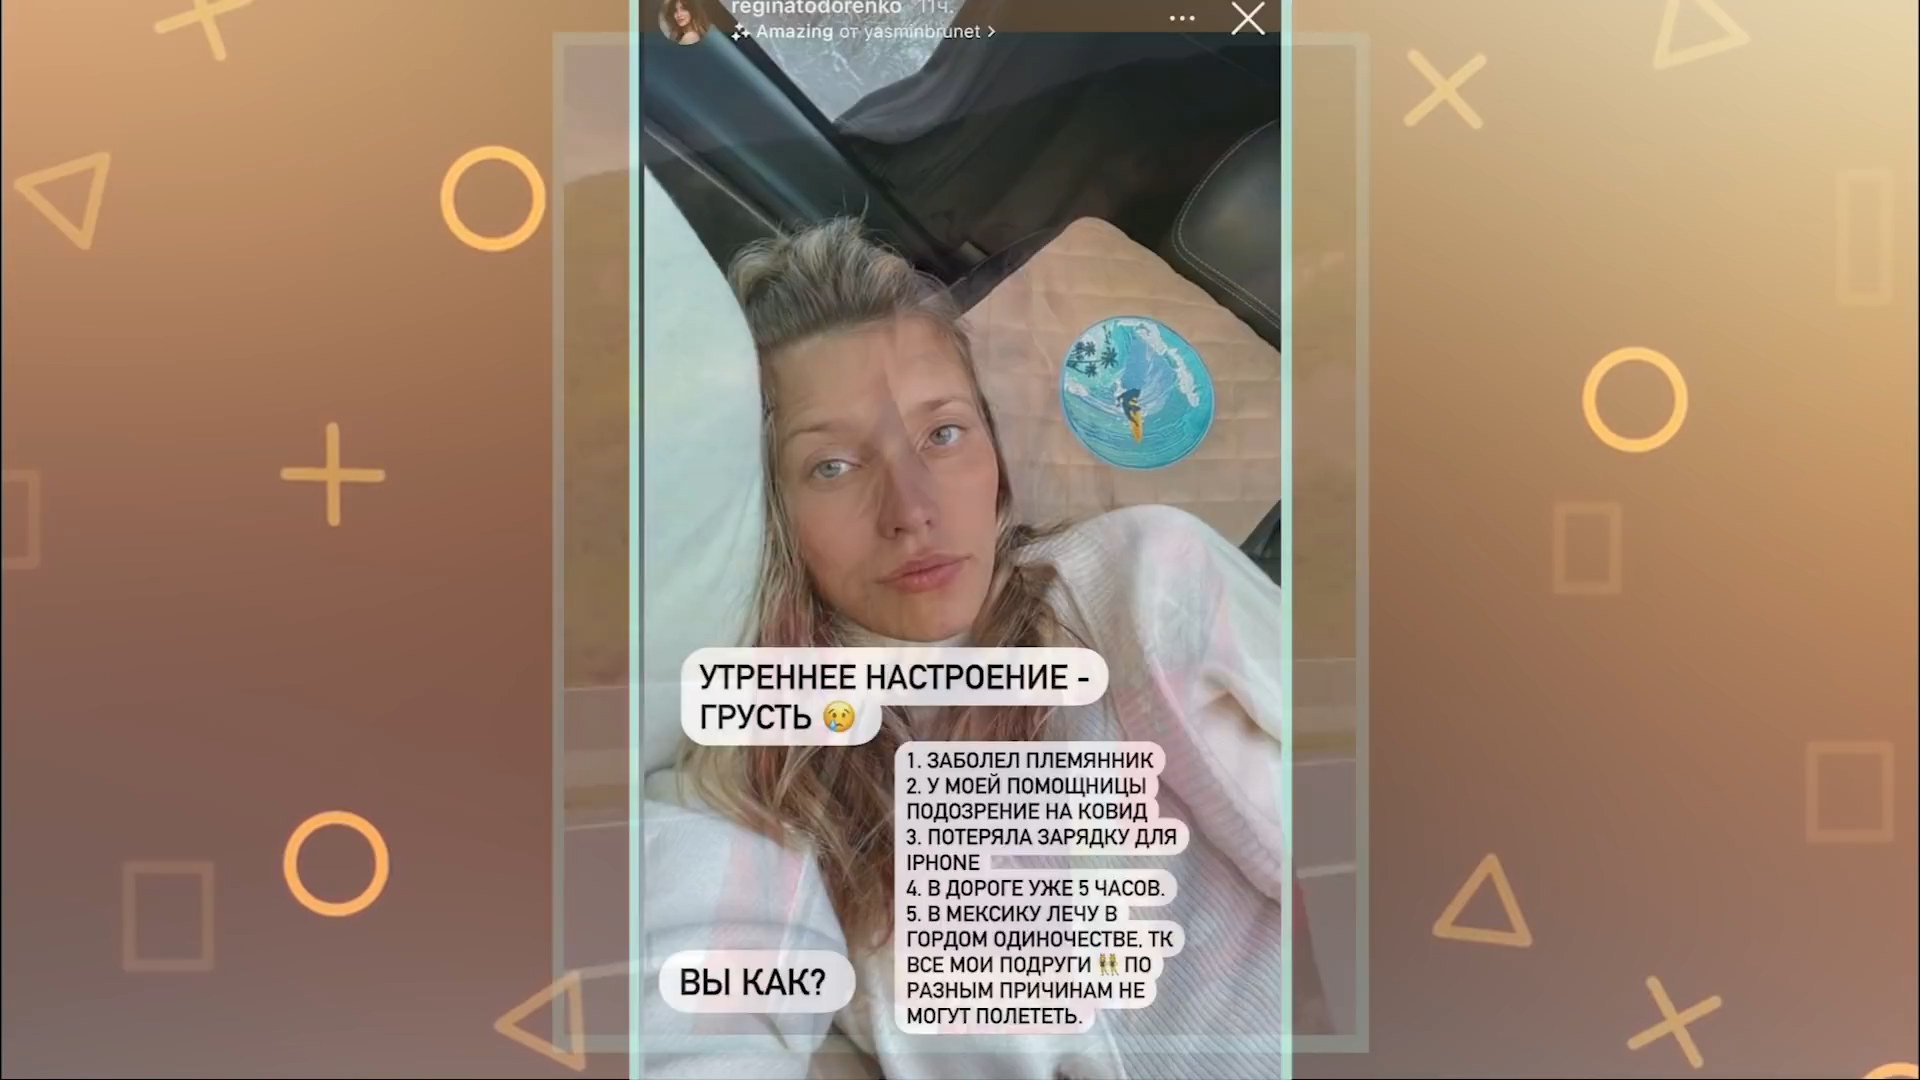 reginatodorenko 11ч.
Amazing от yasminbrunet >
УТРЕННЕЕ НАСТРОЕНИЕ -
ГРУСТЬ 😢
1. ЗАБОЛЕЛ ПЛЕМЯННИК
2. У МОЕЙ ПОМОЩНИЦЫ
ПОДОЗРЕНИЕ НА КОВИД
3. ПОТЕРЯЛА ЗАРЯДКУ ДЛЯ
IPHONE
4. В ДОРОГЕ УЖЕ 5 ЧАСОВ.
5. В МЕКСИКУ ЛЕЧУ В
ГОРДОМ ОДИНОЧЕСТВЕ, ТК
ВСЕ МОИ ПОДРУГИ 👯 ПО
РАЗНЫМ ПРИЧИНАМ НЕ
МОГУТ ПОЛЕТЕТЬ.
ВЫ КАК?